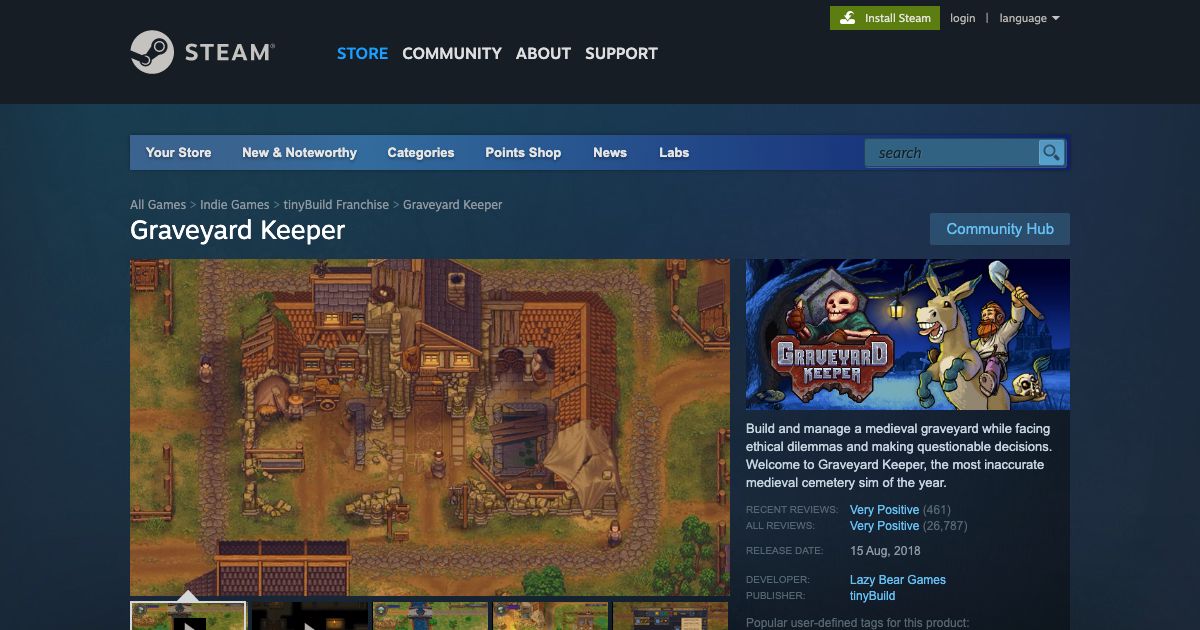 Install Steam login | language
STEAM®
STORE COMMUNITY ABOUT SUPPORT
Your Store New & Noteworthy Categories Points Shop News Labs search
All Games > Indie Games > tinyBuild Franchise > Graveyard Keeper
Graveyard Keeper
Community Hub
GRAVEYARD
KEEPER
Build and manage a medieval graveyard while facing
ethical dilemmas and making questionable decisions.
Welcome to Graveyard Keeper, the most inaccurate
medieval cemetery sim of the year.
RECENT REVIEWS: Very Positive (461)
ALL REVIEWS: Very Positive (26,787)
RELEASE DATE: 15 Aug, 2018
DEVELOPER: Lazy Bear Games
PUBLISHER: tinyBuild
Popular user-defined tags for this product: